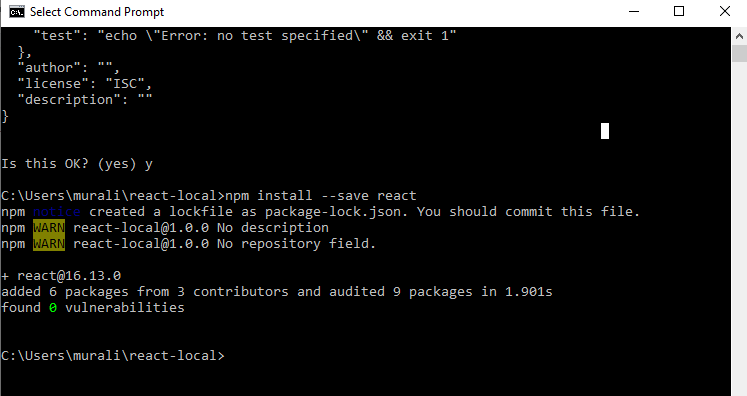 Select Command Prompt
    "test": "echo \"Error: no test specified\" && exit 1"
  },
  "author": "",
  "license": "ISC",
  "description": ""
}
Is this OK? (yes) y
C:\Users\murali\react-local>npm install --save react
npm notice created a lockfile as package-lock.json. You should commit this file.
npm WARN react-local@1.0.0 No description
npm WARN react-local@1.0.0 No repository field.
+ react@16.13.0
added 6 packages from 3 contributors and audited 9 packages in 1.901s
found 0 vulnerabilities
C:\Users\murali\react-local>